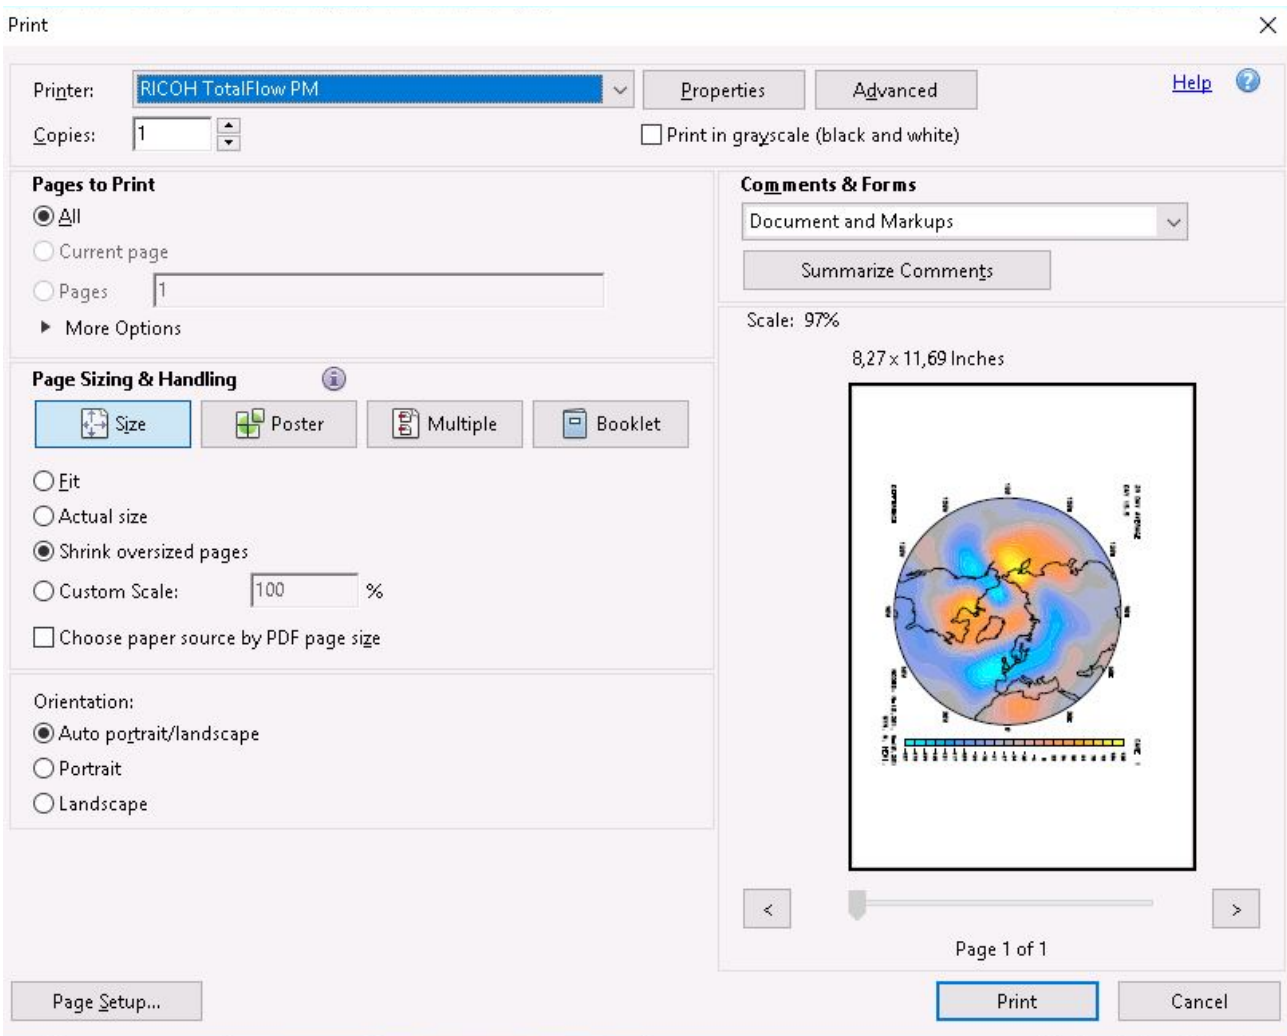 Print
Printer: RICOH TotalFlow PM Properties Advanced Help
Copies: 1 Print in grayscale (black and white)
Pages to Print
All
Current page
Pages 1
More Options
Comments & Forms
Document and Markups
Summarize Comments
Scale: 97%
8,27 x 11,69 Inches
Page Sizing & Handling
Size Poster Multiple Booklet
Fit
Actual size
Shrink oversized pages
Custom Scale: 100 %
Choose paper source by PDF page size
Orientation:
Auto portrait/landscape
Portrait
Landscape
< >
Page 1 of 1
Page Setup... Print Cancel